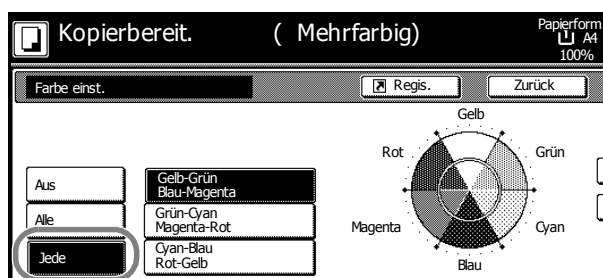 Kopierbereit. ( Mehrfarbig)
Papierform
A4
100%
Farbe einst.
Regis.
Zurück
Gelb
Rot
Grün
Aus
Gelb-Grün
Blau-Magenta
Alle
Grün-Cyan
Magenta-Rot
Magenta
Cyan
Jede
Cyan-Blau
Rot-Gelb
Blau